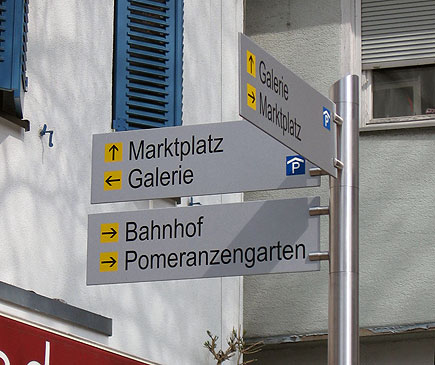 ↑ Galerie
→ Marktplatz P
↑ Marktplatz
← Galerie P
→ Bahnhof
→ Pomeranzengarten